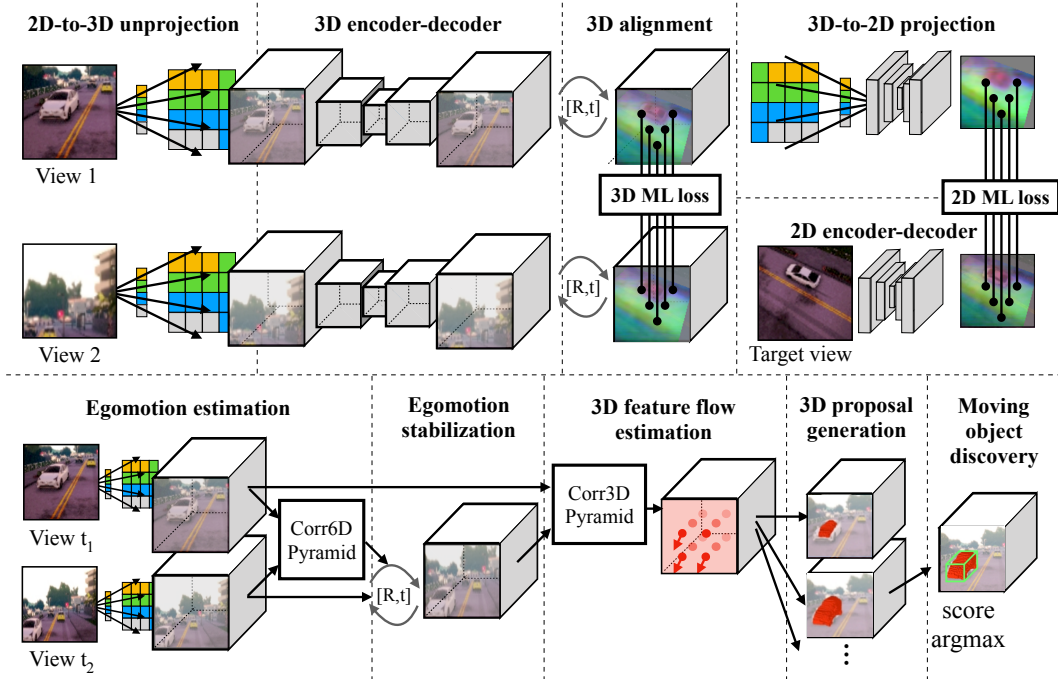 2D-to-3D unprojection
3D encoder-decoder
3D alignment
3D-to-2D projection
[R,t]
View 1
3D ML loss
2D ML loss
2D encoder-decoder
[R,t]
View 2
Target view
Egomotion estimation
Egomotion
stabilization
3D feature flow
estimation
3D proposal
generation
Moving
object
discovery
View t1
Corr6D
Pyramid
Corr3D
Pyramid
[R,t]
View t2
score
argmax